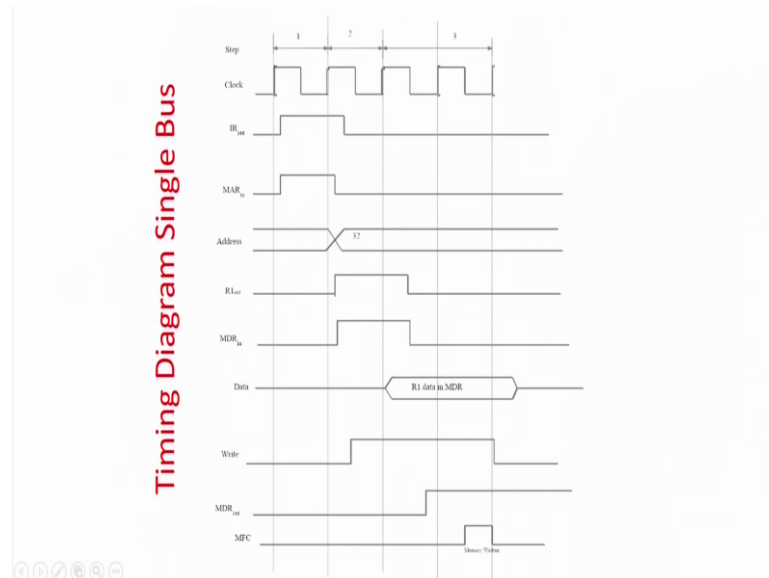 Timing Diagram Single Bus
1
2
3
Step
Clock
IRout
MARin
Address
32
R1out
MDRin
Data
R1 data in MDR
Write
MDRout
MFC
Memory Written